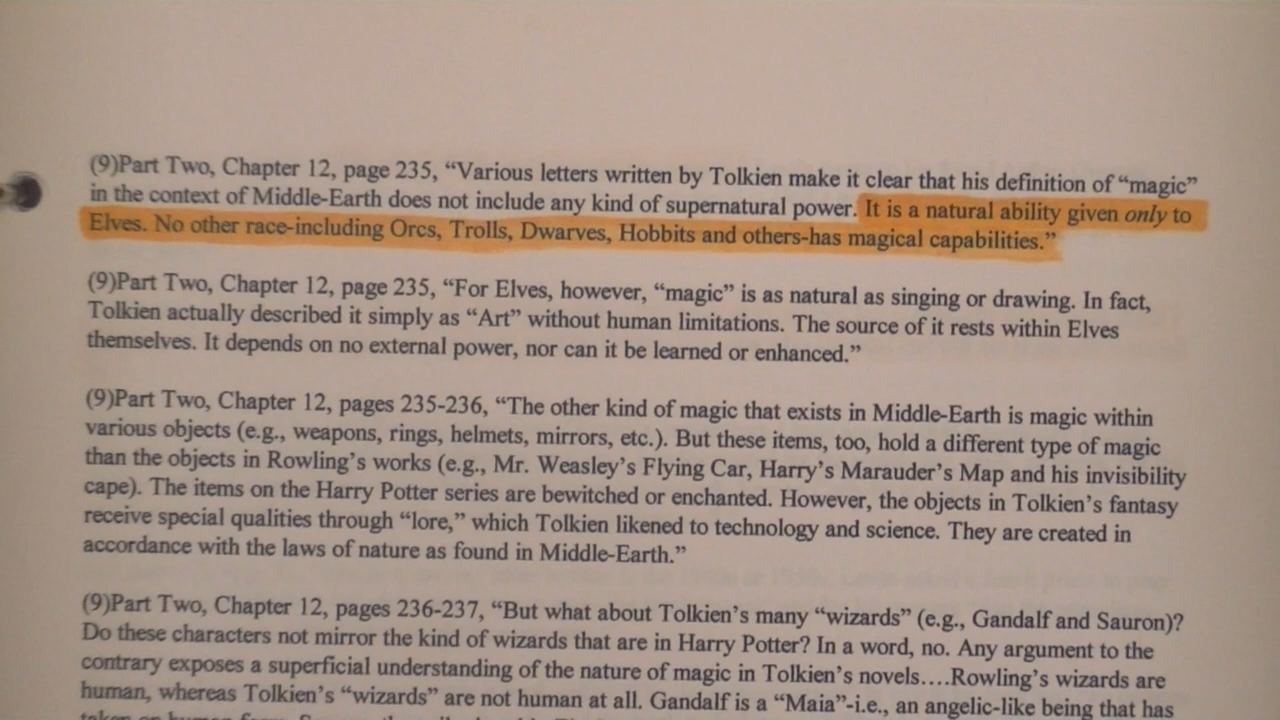 (9)Part Two, Chapter 12, page 235, “Various letters written by Tolkien make it clear that his definition of “magic”
in the context of Middle-Earth does not include any kind of supernatural power. It is a natural ability given only to
Elves. No other race-including Orcs, Trolls, Dwarves, Hobbits and others-has magical capabilities.”
(9)Part Two, Chapter 12, page 235, “For Elves, however, “magic” is as natural as singing or drawing. In fact,
Tolkien actually described it simply as “Art” without human limitations. The source of it rests within Elves
themselves. It depends on no external power, nor can it be learned or enhanced.”
(9)Part Two, Chapter 12, pages 235-236, “The other kind of magic that exists in Middle-Earth is magic within
various objects (e.g., weapons, rings, helmets, mirrors, etc.). But these items, too, hold a different type of magic
than the objects in Rowling’s works (e.g., Mr. Weasley’s Flying Car, Harry’s Marauder’s Map and his invisibility
cape). The items on the Harry Potter series are bewitched or enchanted. However, the objects in Tolkien’s fantasy
receive special qualities through “lore,” which Tolkien likened to technology and science. They are created in
accordance with the laws of nature as found in Middle-Earth.”
(9)Part Two, Chapter 12, pages 236-237, “But what about Tolkien’s many “wizards” (e.g., Gandalf and Sauron)?
Do these characters not mirror the kind of wizards that are in Harry Potter? In a word, no. Any argument to the
contrary exposes a superficial understanding of the nature of magic in Tolkien’s novels….Rowling’s wizards are
human, whereas Tolkien’s “wizards” are not human at all. Gandalf is a “Maia”-i.e., an angelic-like being that has
taken on human form.